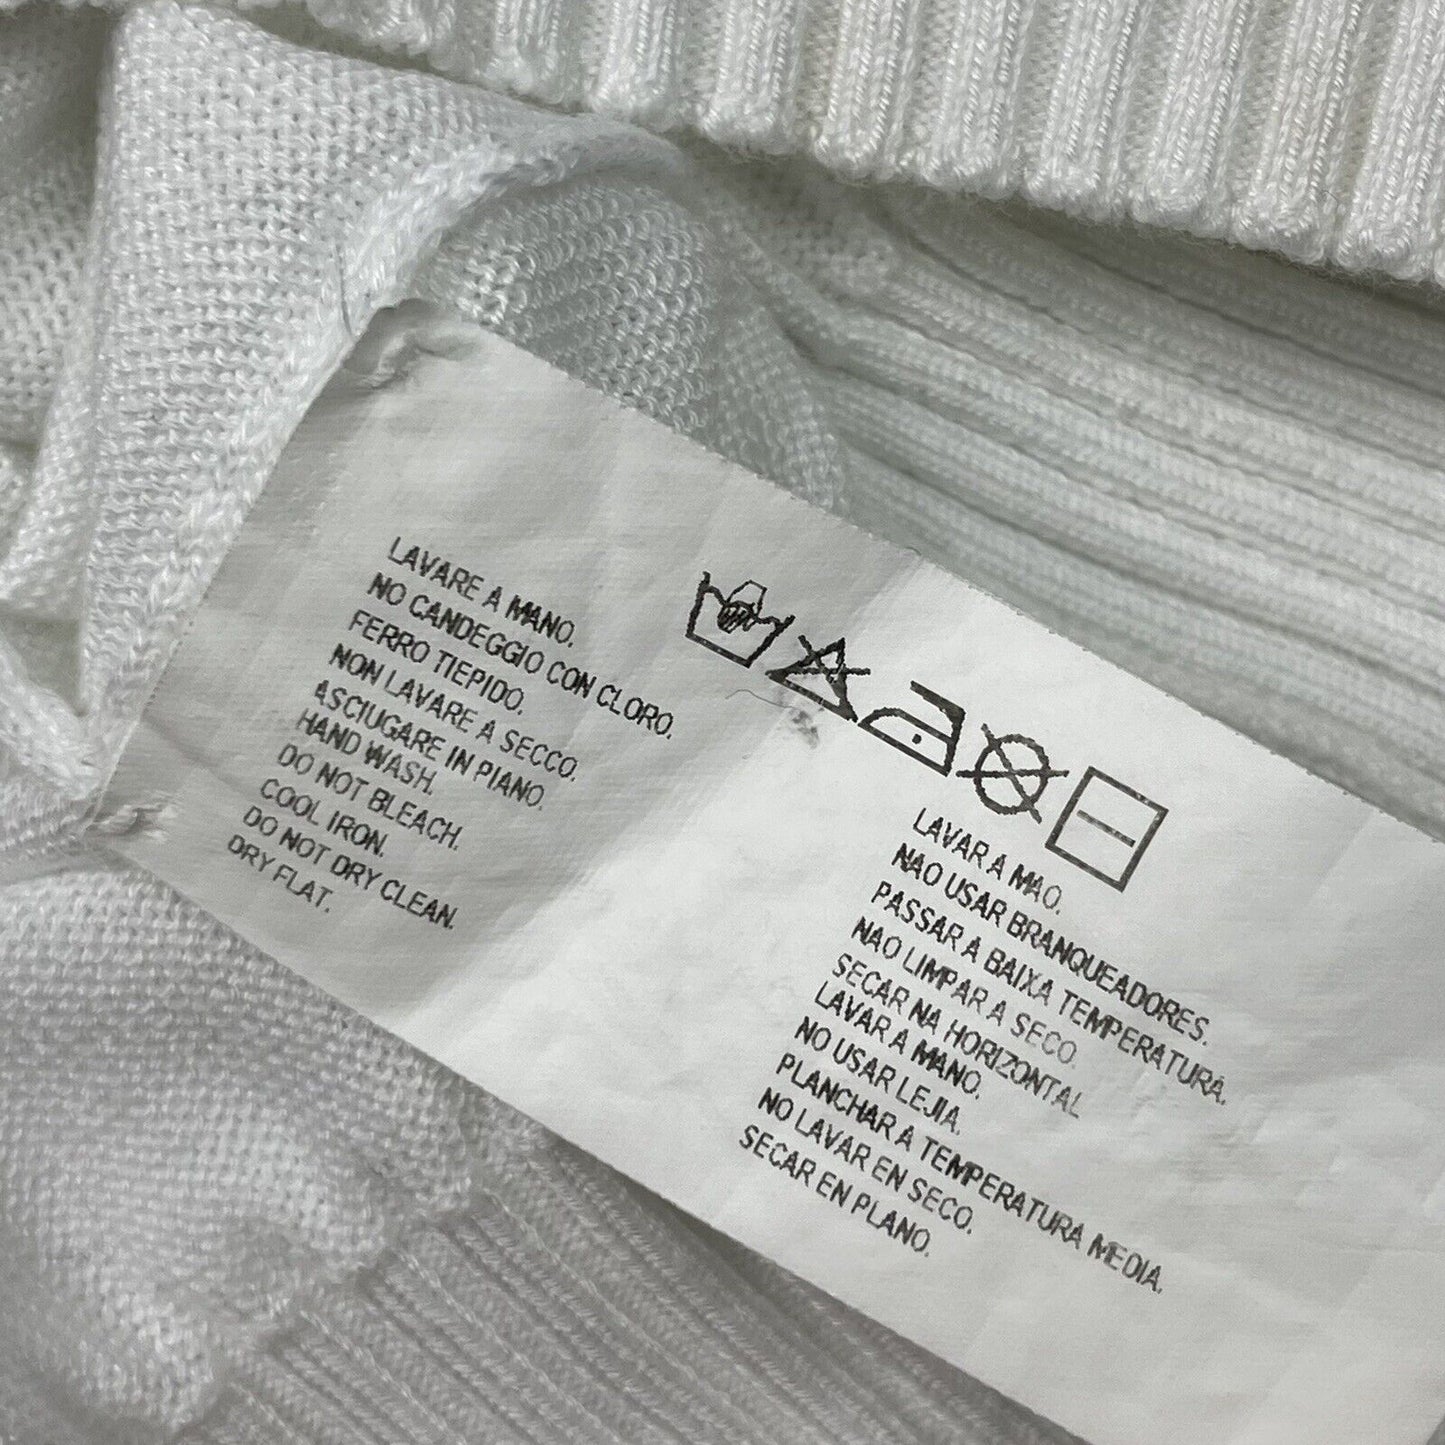 LAVARE A MANO.
NO CANDEGGIO CON CLORO.
FERRO TIEPIDO.
NON LAVARE A SECCO.
ASCIUGARE IN PIANO.
HAND WASH.
DO NOT BLEACH.
COOL IRON.
DO NOT DRY CLEAN.
DRY FLAT.
LAVAR A MAO.
NAO USAR BRANQUEADORES.
PASSAR A BAIXA TEMPERATURA.
NAO LIMPAR A SECO.
SECAR NA HORIZONTAL
LAVAR A MANO.
NO USAR LEJIA.
PLANCHAR A TEMPERATURA MEDIA.
NO LAVAR EN SECO.
SECAR EN PLANO.